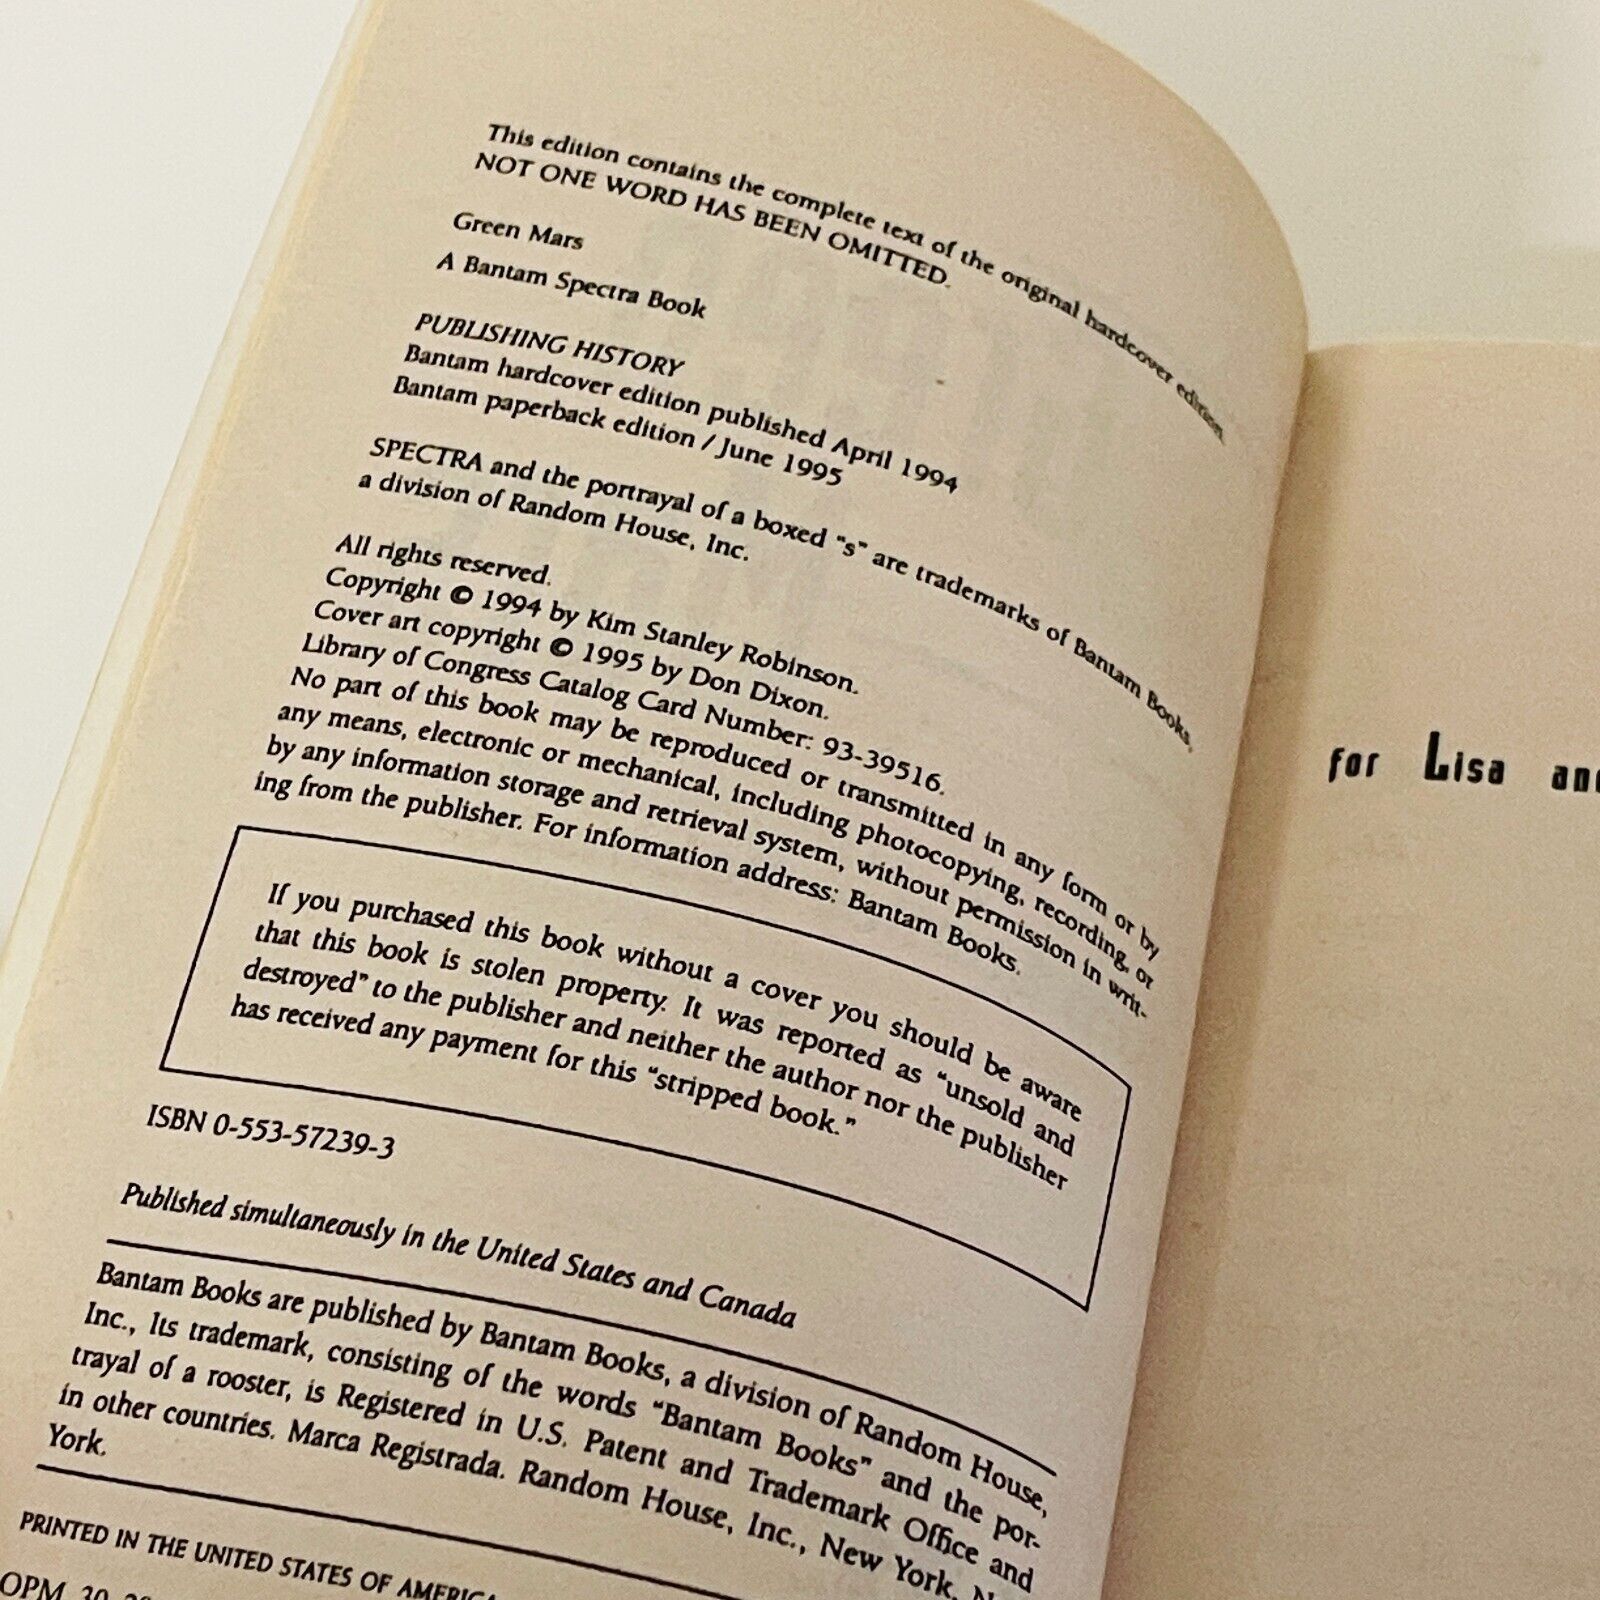 This edition contains the complete text of the original hardcover edition.
NOT ONE WORD HAS BEEN OMITTED.
Green Mars
A Bantam Spectra Book
PUBLISHING HISTORY
Bantam hardcover edition published April 1994
Bantam paperback edition / June 1995
SPECTRA and the portrayal of a boxed "s" are trademarks of Bantam Books,
a division of Random House, Inc.
All rights reserved.
Copyright © 1994 by Kim Stanley Robinson.
Cover art copyright © 1995 by Don Dixon.
Library of Congress Catalog Card Number: 93-39516.
No part of this book may be reproduced or transmitted in any form or by
any means, electronic or mechanical, including photocopying, recording, or
by any information storage and retrieval system, without permission in writ-
ing from the publisher. For information address: Bantam Books.
If you purchased this book without a cover you should be aware
that this book is stolen property. It was reported as "unsold and
destroyed" to the publisher and neither the author nor the publisher
has received any payment for this "stripped book."
ISBN 0-553-57239-3
Published simultaneously in the United States and Canada
Bantam Books are published by Bantam Books, a division of Random House,
Inc., Its trademark, consisting of the words "Bantam Books" and the por-
trayal of a rooster, is Registered in U.S. Patent and Trademark Office and
in other countries. Marca Registrada. Random House, Inc., New York,
York.
PRINTED IN THE UNITED STATES OF AMERICA
OPM 30
for Lisa